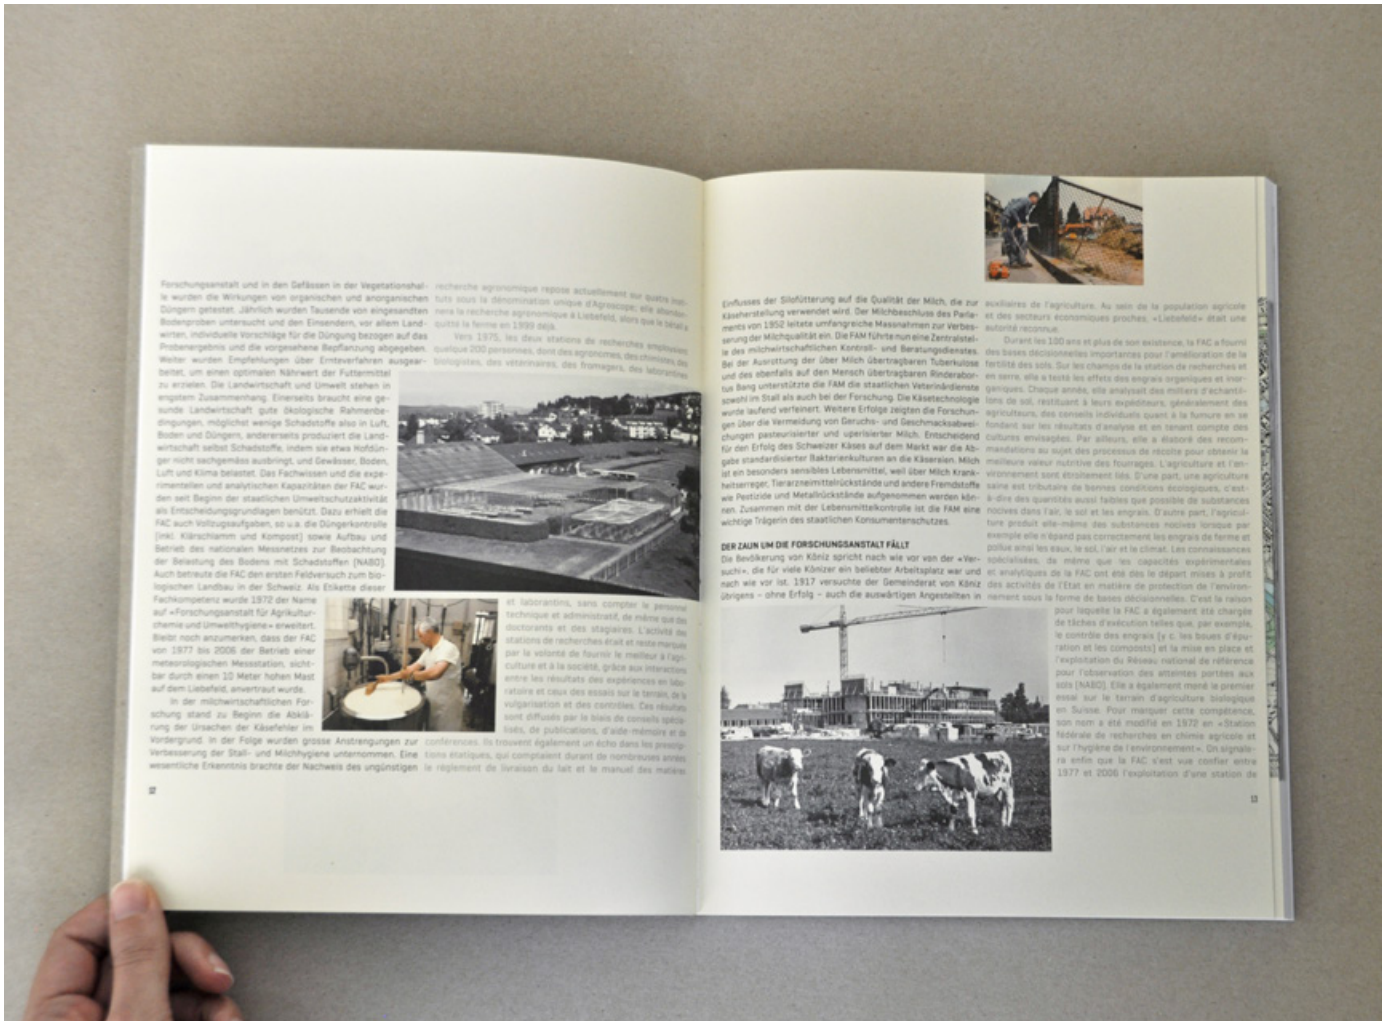 Forschungsanstalt und in den Gefässen in der Vegetationshal-
le wurden die Wirkungen von organischen und anorganischen
Düngern getestet. Jährlich wurden Tausende von eingesandten
Bodenproben untersucht und den Einsendern, vor allem Land-
wirten, individuelle Vorschläge für die Düngung bezogen auf das
Probenergebnis und die vorgesehene Bepflanzung abgegeben.
Weiter wurden Empfehlungen über Ernteverfahren ausgear-
beitet, um einen optimalen Nährwert der Futtermittel
zu erzielen. Die Landwirtschaft und Umwelt stehen in
engstem Zusammenhang. Einerseits braucht eine ge-
sunde Landwirtschaft gute ökologische Rahmenbe-
dingungen, möglichst wenige Schadstoffe also in Luft,
Boden und Düngern, andererseits produziert die Land-
wirtschaft selbst Schadstoffe, indem sie etwa Hofdün-
ger nicht sachgemäss ausbringt, und Gewässer, Boden,
Luft und Klima belastet. Das Fachwissen und die expe-
rimentellen und analytischen Kapazitäten der FAC wur-
den seit Beginn der staatlichen Umweltschutzaktivität
als Entscheidungsgrundlagen benützt. Dazu erhielt die
FAC auch Vollzugsaufgaben, so u.a. die Düngerkontrolle
[inkl. Klärschlamm und Kompost] sowie Aufbau und
Betrieb des nationalen Messnetzes zur Beobachtung
der Belastung des Bodens mit Schadstoffen [NABO].
Auch betreute die FAC den ersten Feldversuch zum bio-
logischen Landbau in der Schweiz. Als Etikette dieser
Fachkompetenz wurde 1972 der Name
auf «Forschungsanstalt für Agrikultur-
chemie und Umwelthygiene» erweitert.
Bleibt noch anzumerken, dass der FAC
von 1977 bis 2006 der Betrieb einer
meteorologischen Messstation, sicht-
bar durch einen 10 Meter hohen Mast
auf dem Liebefeld, anvertraut wurde.
In der milchwirtschaftlichen For-
schung stand zu Beginn die Abklä-
rung der Ursachen der Käsefehler im
Vordergrund. In der Folge wurden grosse Anstrengungen zur
Verbesserung der Stall- und Milchhygiene unternommen. Eine
wesentliche Erkenntnis brachte der Nachweis des ungünstigen
12
recherche agronomique repose actuellement sur quatre insti-
tuts sous la dénomination unique d'Agroscope; elle abandon-
nera la recherche agronomique à Liebefeld, alors que le bétail a
quitté la ferme en 1999 déjà.
Vers 1975, les deux stations de recherches employaient
quelque 200 personnes, dont des agronomes, des chimistes, des
biologistes, des vétérinaires, des fromagers, des laborantines
et laborantins, sans compter le personnel
technique et administratif, de même que des
doctorants et des stagiaires. L'activité des
stations de recherches était et reste marquée
par la volonté de fournir le meilleur à l'agri-
culture et à la société, grâce aux interactions
entre les résultats des expériences en labo-
ratoire et ceux des essais sur le terrain, de la
vulgarisation et des contrôles. Ces résultats
sont diffusés par le biais de conseils spécia-
lisés, de publications, d'aide-mémoire et de
conférences. Ils trouvent également un écho dans les prescrip-
tions étatiques, qui comptaient durant de nombreuses années
le règlement de livraison du lait et le manuel des matières
Einflusses der Silofütterung auf die Qualität der Milch, die zur
Käseherstellung verwendet wird. Der Milchbeschluss des Parla-
ments von 1952 leitete umfangreiche Massnahmen zur Verbes-
serung der Milchqualität ein. Die FAM führte nun eine Zentralstel-
le des milchwirtschaftlichen Kontroll- und Beratungsdienstes.
Bei der Ausrottung der über Milch übertragbaren Tuberkulose
und des ebenfalls auf den Menschen übertragbaren Rinderabor-
tus Bang unterstützte die FAM die staatlichen Veterinärdienste
sowohl im Stall als auch bei der Forschung. Die Käsetechnologie
wurde laufend verfeinert. Weitere Erfolge zeigten die Forschun-
gen über die Vermeidung von Geruchs- und Geschmacksabwei-
chungen pasteurisierter und uperisierter Milch. Entscheidend
für den Erfolg des Schweizer Käses auf dem Markt war die Ab-
gabe standardisierter Bakterienkulturen an die Käsereien. Milch
ist ein besonders sensibles Lebensmittel, weil über Milch Krank-
heitserreger, Tierarzneimittelrückstände und andere Fremdstoffe
wie Pestizide und Metallrückstände aufgenommen werden kön-
nen. Zusammen mit der Lebensmittelkontrolle ist die FAM eine
wichtige Trägerin des staatlichen Konsumentenschutzes.
DER ZAUN UM DIE FORSCHUNGSANSTALT FÄLLT
Die Bevölkerung von Köniz spricht nach wie vor von der «Ver-
suchi», die für viele Könizer ein beliebter Arbeitsplatz war und
nach wie vor ist. 1917 versuchte der Gemeinderat von Köniz
übrigens – ohne Erfolg – auch die auswärtigen Angestellten in
auxiliaires de l'agriculture. Au sein de la population agricole
et des secteurs économiques proches, «Liebefeld» était une
autorité reconnue.
Durant les 100 ans et plus de son existence, la FAC a fourni
des bases décisionnelles importantes pour l'amélioration de la
fertilité des sols. Sur les champs de la station de recherches et
en serre, elle a testé les effets des engrais organiques et inor-
ganiques. Chaque année, elle analysait des milliers d'échantil-
lons de sol, restituant à leurs expéditeurs, généralement des
agriculteurs, des conseils individuels quant à la fumure en se
fondant sur les résultats d'analyse et en tenant compte des
cultures envisagées. Par ailleurs, elle a élaboré des recom-
mandations au sujet des processus de récolte pour obtenir la
meilleure valeur nutritive des fourrages. L'agriculture et l'en-
vironnement sont étroitement liés. D'une part, une agriculture
saine est tributaire de bonnes conditions écologiques, c'est-
à-dire des quantités aussi faibles que possible de substances
nocives dans l'air, le sol et les engrais. D'autre part, l'agricul-
ture produit elle-même des substances nocives lorsque par
exemple elle n'épand pas correctement les engrais de ferme et
pollue ainsi les eaux, le sol, l'air et le climat. Les connaissances
spécialisées, de même que les capacités expérimentales
et analytiques de la FAC ont été dès le départ mises à profit
des activités de l'Etat en matière de protection de l'environ-
nement sous la forme de bases décisionnelles. C'est la raison
pour laquelle la FAC a également été chargée
de tâches d'exécution telles que, par exemple,
le contrôle des engrais [y c. les boues d'épu-
ration et les composts] et la mise en place et
l'exploitation du Réseau national de référence
pour l'observation des atteintes portées aux
sols [NABO]. Elle a également mené le premier
essai sur le terrain d'agriculture biologique
en Suisse. Pour marquer cette compétence,
son nom a été modifié en 1972 en «Station
fédérale de recherches en chimie agricole et
sur l'hygiène de l'environnement». On signale-
ra enfin que la FAC s'est vue confier entre
1977 et 2006 l'exploitation d'une station de
13